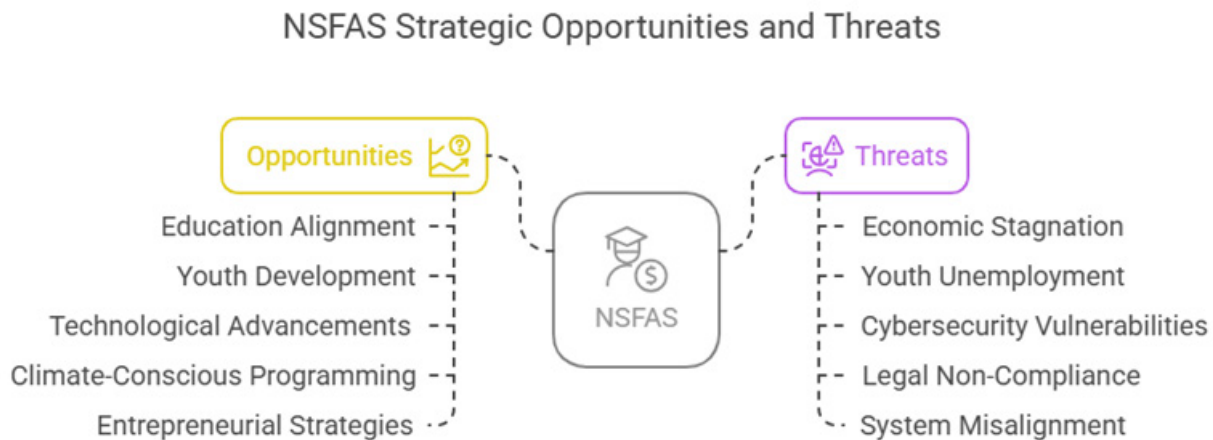 NSFAS Strategic Opportunities and Threats
Opportunities
Education Alignment
Youth Development
Technological Advancements
Climate-Conscious Programming
Entrepreneurial Strategies
NSFAS
Threats
Economic Stagnation
Youth Unemployment
Cybersecurity Vulnerabilities
Legal Non-Compliance
System Misalignment